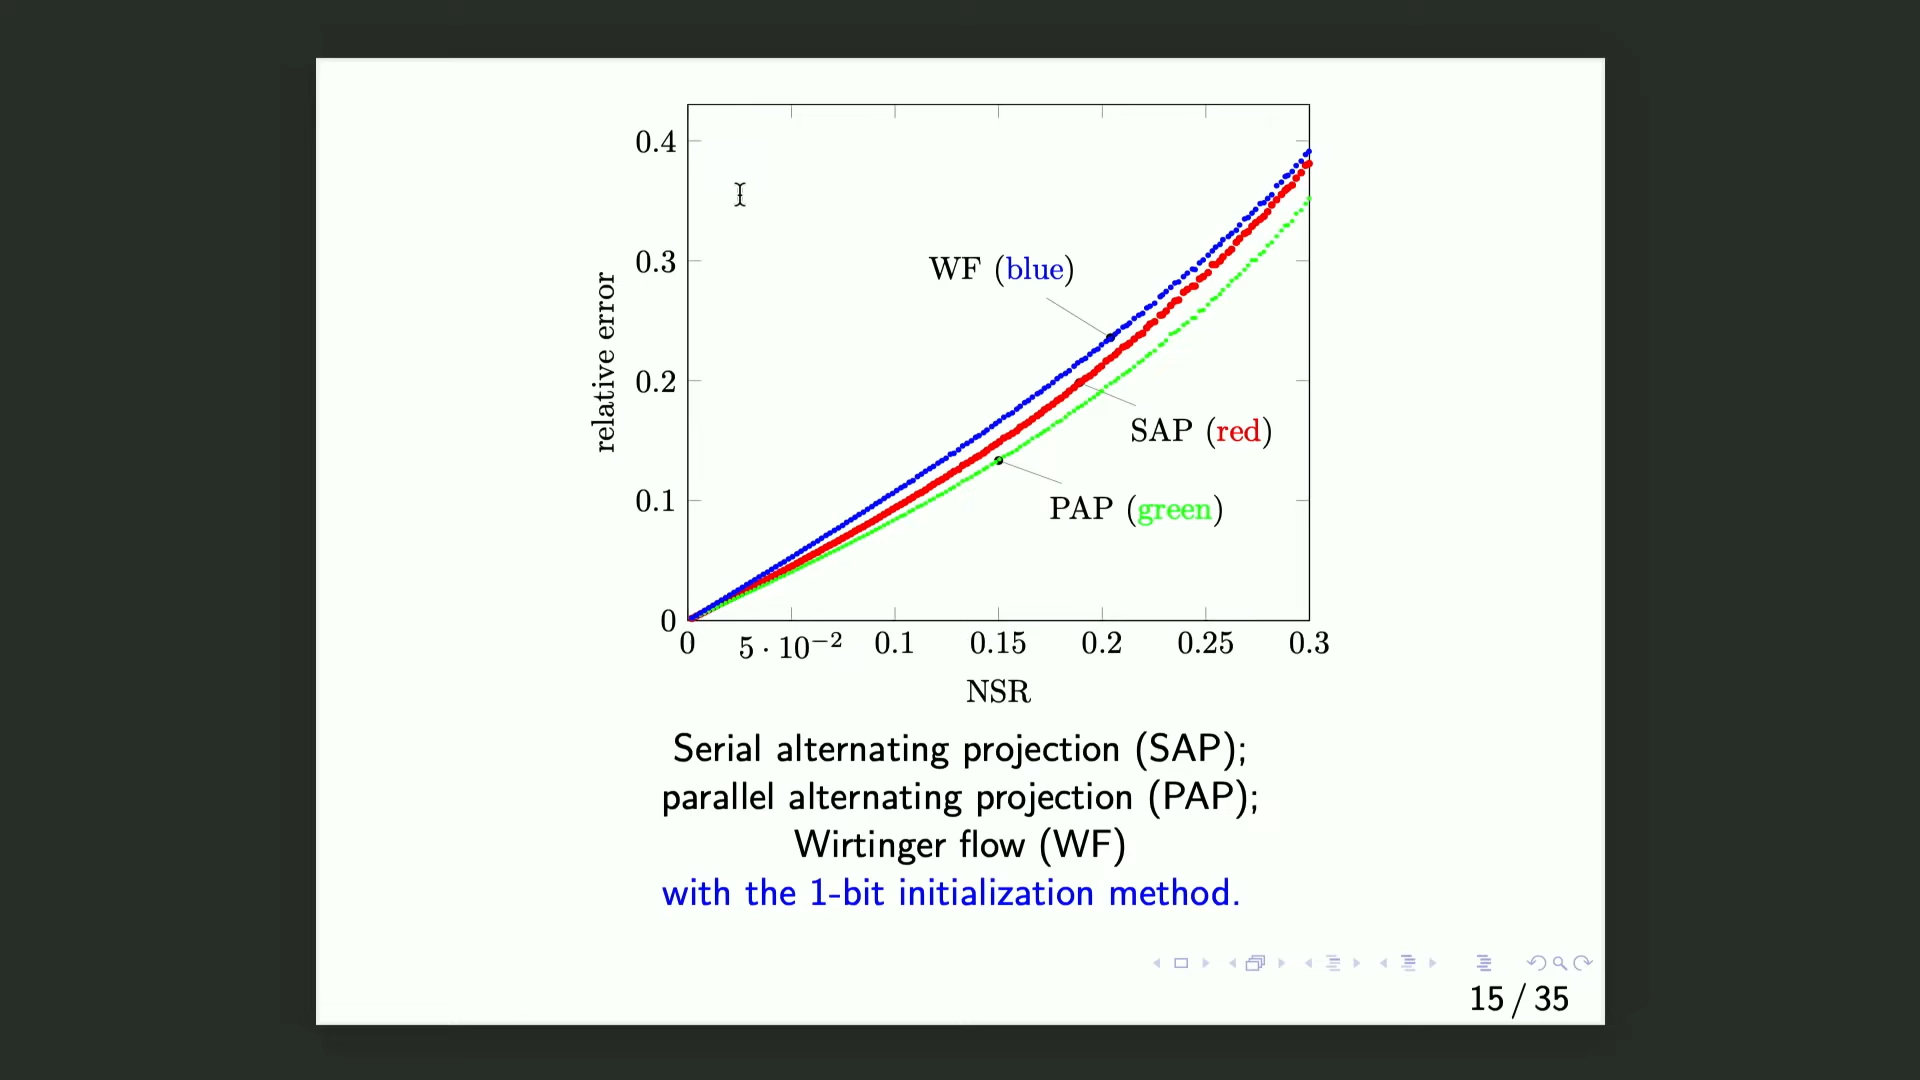 0.4
0.3
0.2
0.1
0
relative error
WF (blue)
SAP (red)
PAP (green)
0 5 · 10⁻² 0.1 0.15 0.2 0.25 0.3
NSR
Serial alternating projection (SAP);
parallel alternating projection (PAP);
Wirtinger flow (WF)
with the 1-bit initialization method.
15 / 35